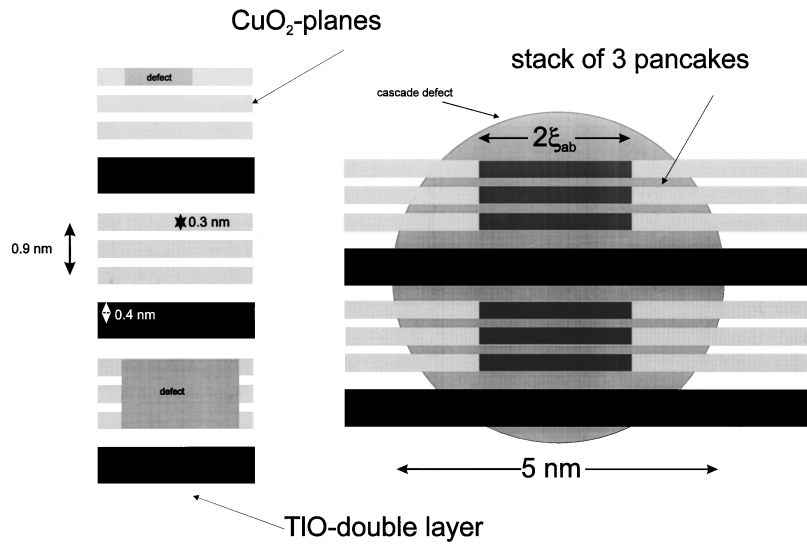 CuO₂-planes
stack of 3 pancakes
defect
cascade defect
2ξab
0.3 nm
0.9 nm
0.4 nm
defect
5 nm
TlO-double layer